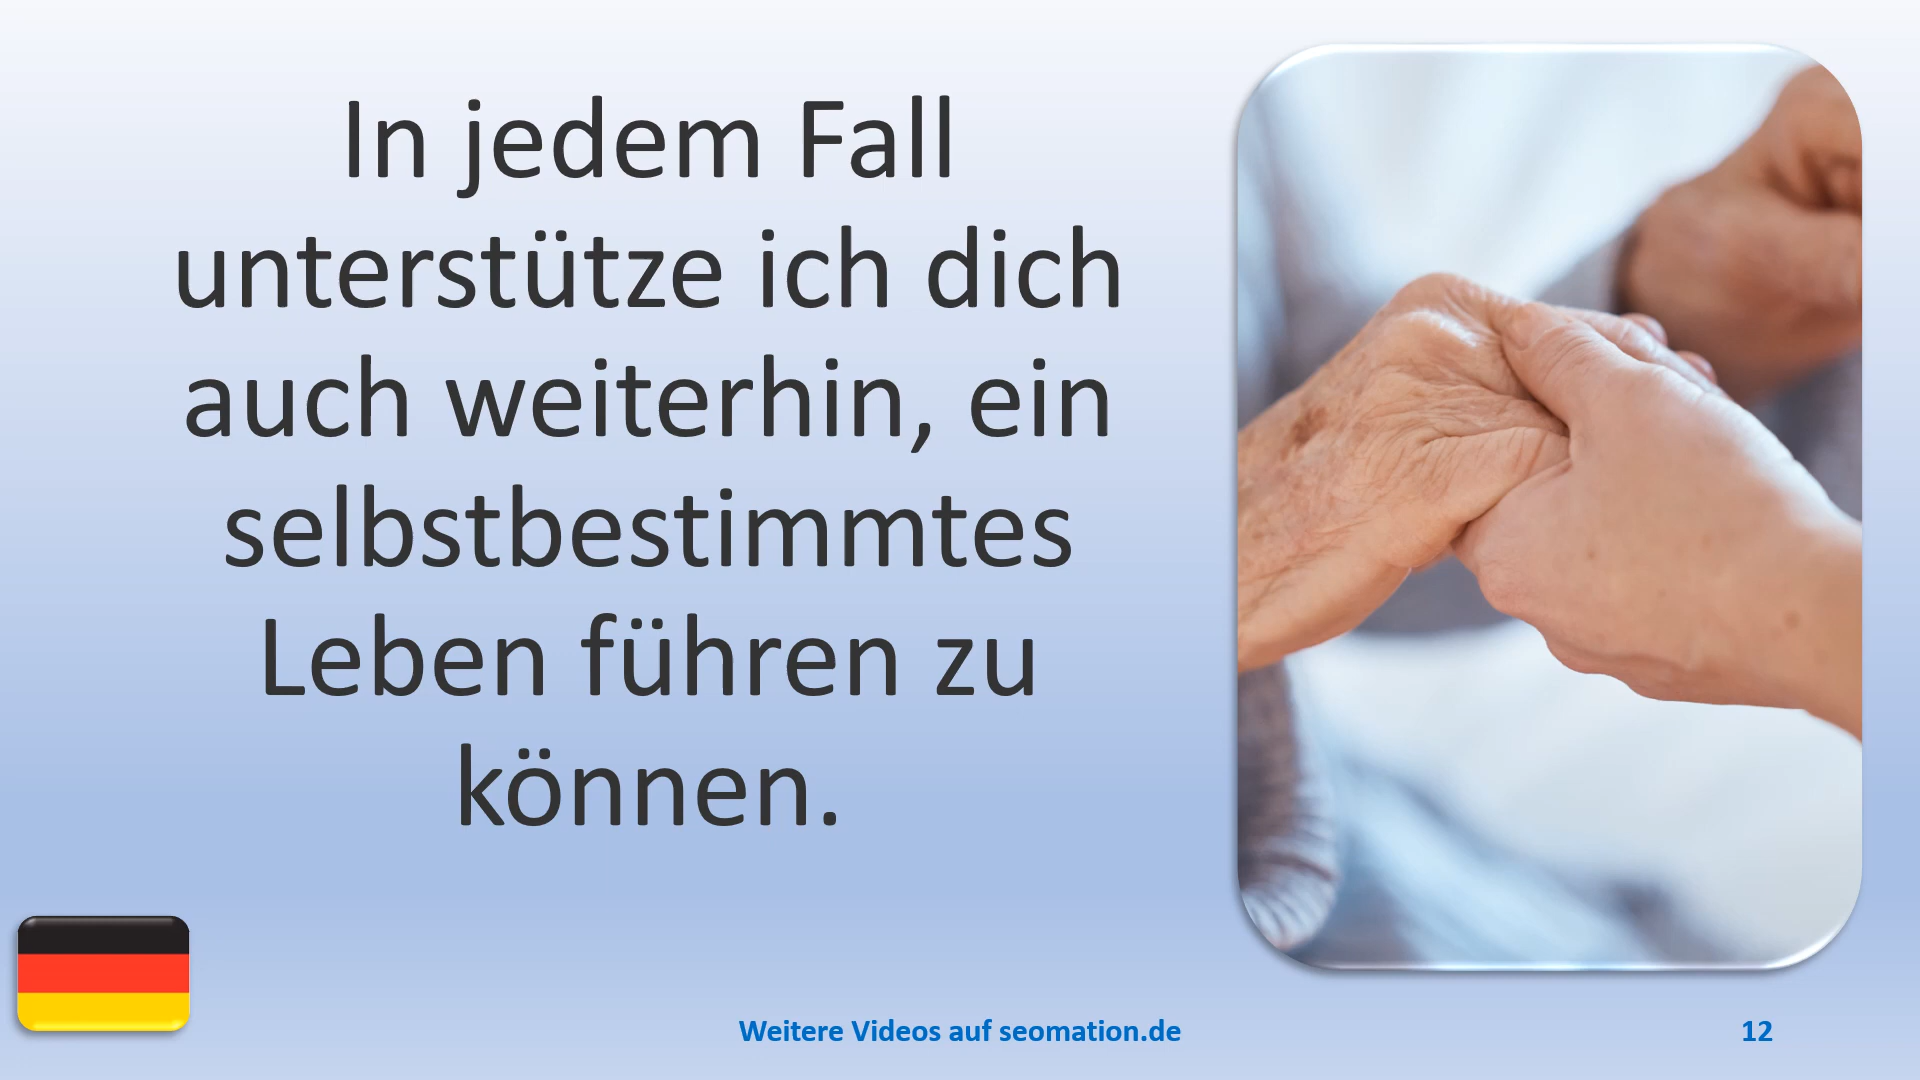 In jedem Fall
unterstütze ich dich
auch weiterhin, ein
selbstbestimmtes
Leben führen zu
können.
Weitere Videos auf seomation.de
12